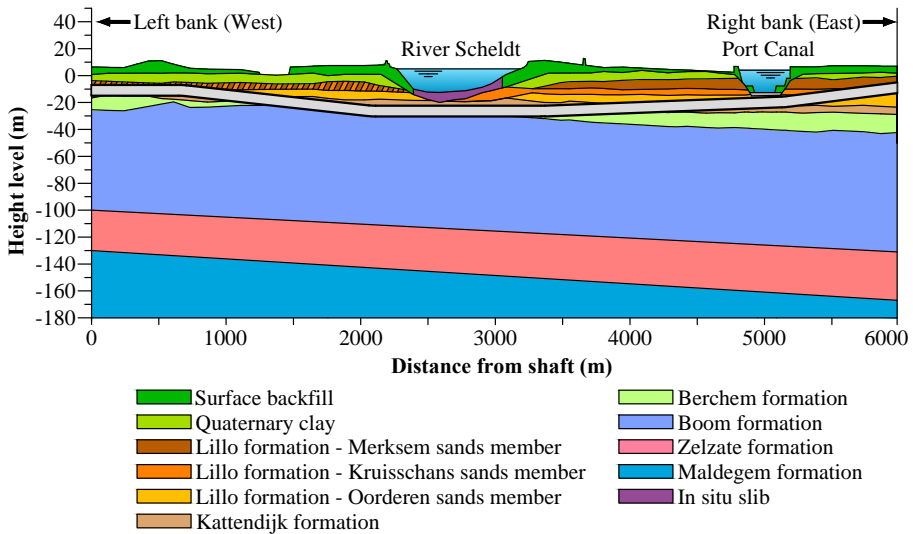 Left bank (West)
Right bank (East)
River Scheldt
Port Canal
Height level (m)
40
20
0
-20
-40
-60
-80
-100
-120
-140
-160
-180
0
1000
2000
3000
4000
5000
6000
Distance from shaft (m)
Surface backfill
Quaternary clay
Lillo formation - Merksem sands member
Lillo formation - Kruisschans sands member
Lillo formation - Oorderen sands member
Kattendijk formation
Berchem formation
Boom formation
Zelzate formation
Maldegem formation
In situ slib